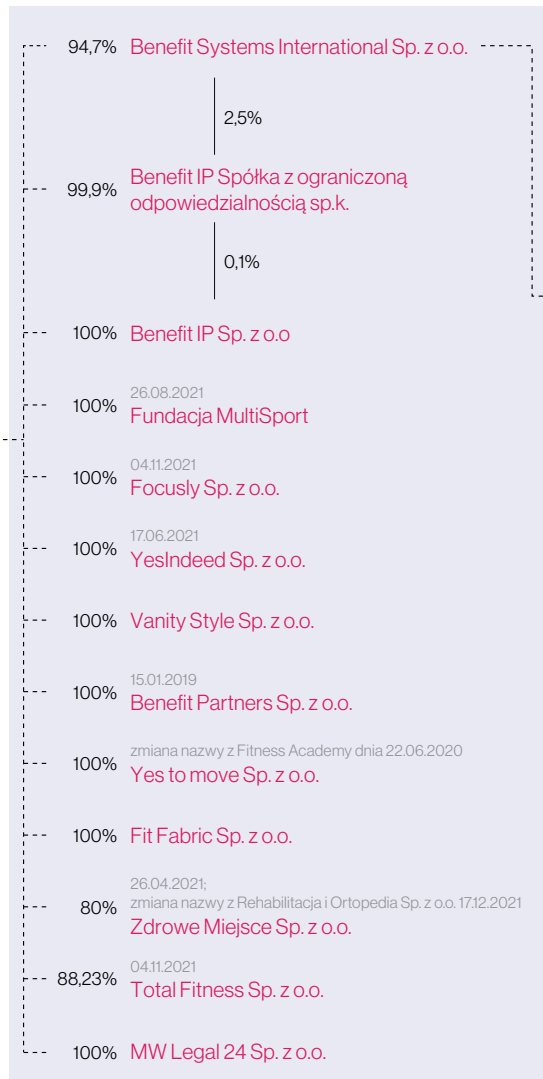 94,7% Benefit Systems International Sp. z o.o.
2,5%
99,9% Benefit IP Spółka z ograniczoną
odpowiedzialnością sp.k.
0,1%
100% Benefit IP Sp. z o.o
26.08.2021
100% Fundacja MultiSport
04.11.2021
100% Focusly Sp. z o.o.
17.06.2021
100% YesIndeed Sp. z o.o.
100% Vanity Style Sp. z o.o.
15.01.2019
100% Benefit Partners Sp. z o.o.
zmiana nazwy z Fitness Academy dnia 22.06.2020
100% Yes to move Sp. z o.o.
100% Fit Fabric Sp. z o.o.
26.04.2021;
zmiana nazwy z Rehabilitacja i Ortopedia Sp. z o.o. 17.12.2021
80% Zdrowe Miejsce Sp. z o.o.
04.11.2021
88,23% Total Fitness Sp. z o.o.
100% MW Legal 24 Sp. z o.o.